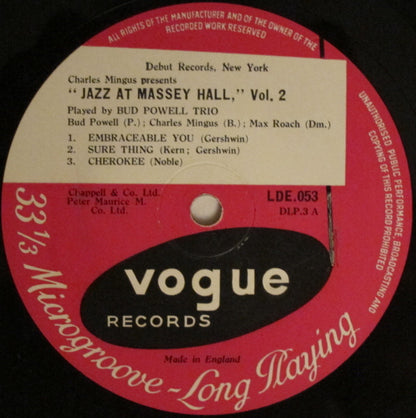 ALL RIGHTS OF THE MANUFACTURER AND OF THE OWNER OF THE
RECORDED WORK RESERVED
Debut Records, New York
Charles Mingus presents
"JAZZ AT MASSEY HALL," Vol. 2
Played by BUD POWELL TRIO
Bud Powell (P.); Charles Mingus (B.); Max Roach (Dm.)
1. EMBRACEABLE YOU (Gershwin)
2. SURE THING (Kern; Gershwin)
3. CHEROKEE (Noble)
Chappell & Co. Ltd.
Peter Maurice M.
Co. Ltd.
LDE.053
DLP.3 A
UNAUTHORISED PUBLIC PERFORMANCE, BROADCASTING AND
COPYING OF THIS RECORD PROHIBITED
vogue
RECORDS
Made in England
33 1/3 Microgroove-Long Playing